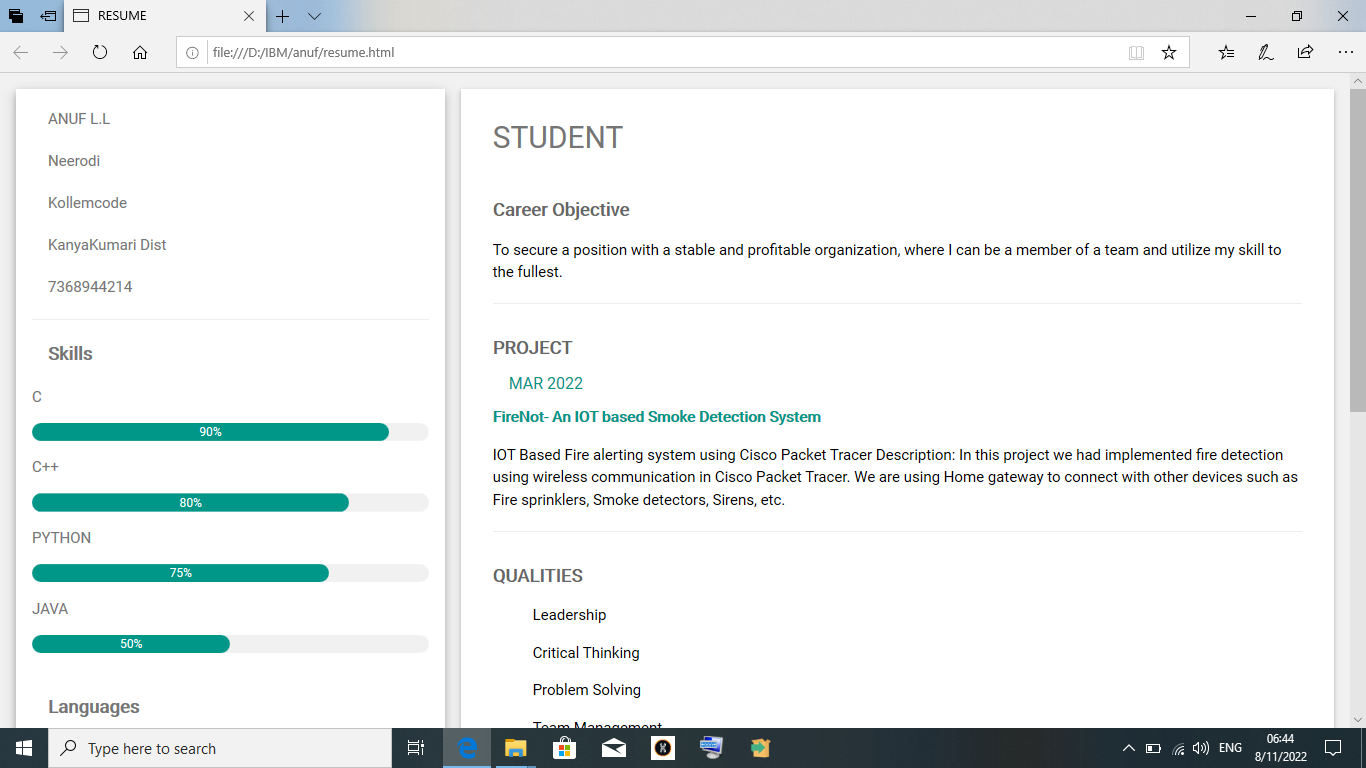 RESUME
file:///D:/IBM/anuf/resume.html
ANUF L.L
Neerodi
Kollemcode
KanyaKumari Dist
7368944214
Skills
C
90%
C++
80%
PYTHON
75%
JAVA
50%
Languages
STUDENT
Career Objective
To secure a position with a stable and profitable organization, where I can be a member of a team and utilize my skill to
the fullest.
PROJECT
MAR 2022
FireNot- An IOT based Smoke Detection System
IOT Based Fire alerting system using Cisco Packet Tracer Description: In this project we had implemented fire detection
using wireless communication in Cisco Packet Tracer. We are using Home gateway to connect with other devices such as
Fire sprinklers, Smoke detectors, Sirens, etc.
QUALITIES
Leadership
Critical Thinking
Problem Solving
Team Management
Type here to search
ENG
06:44
8/11/2022